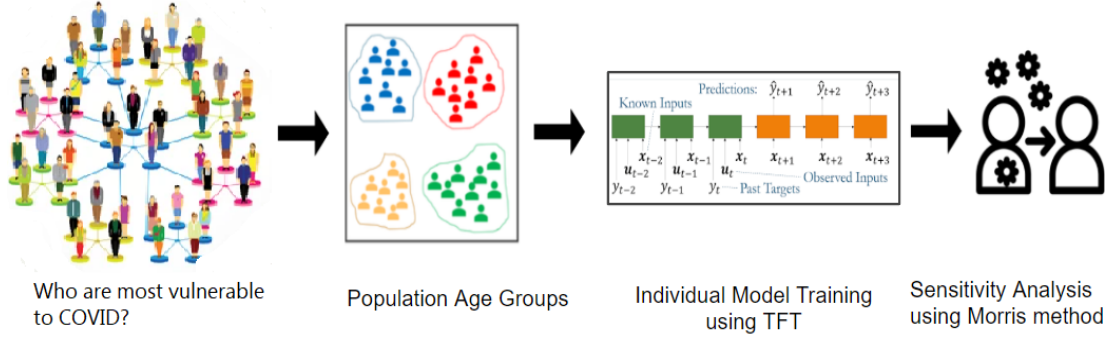 Predictions: ŷt+1 ŷt+2 ŷt+3
Known Inputs
xt−2 xt−1 xt xt+1 xt+2 xt+3
ut−2 ut−1 ut Observed Inputs
yt−2 yt−1 yt Past Targets
Who are most vulnerable
to COVID?
Population Age Groups
Individual Model Training
using TFT
Sensitivity Analysis
using Morris method